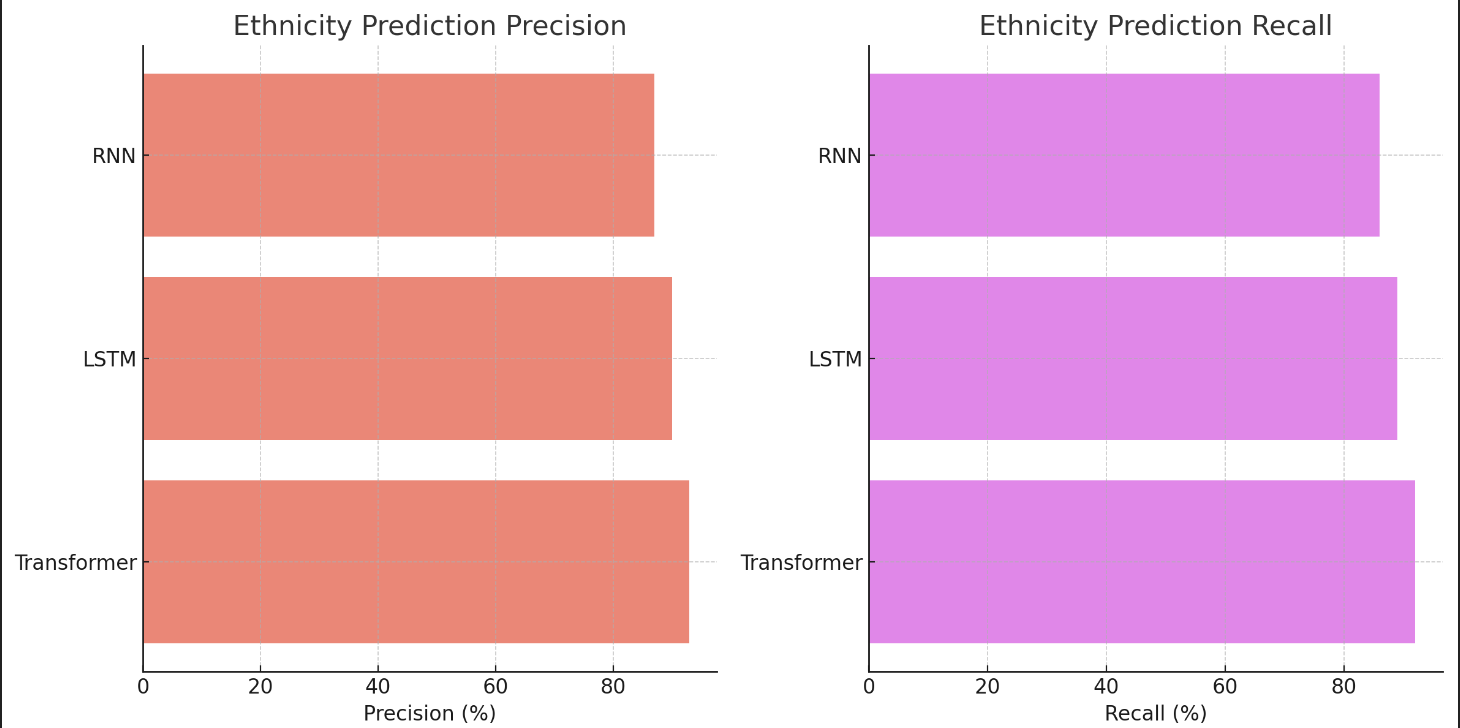 Ethnicity Prediction Precision
RNN
LSTM
Transformer
0 20 40 60 80
Precision (%)
Ethnicity Prediction Recall
RNN
LSTM
Transformer
0 20 40 60 80
Recall (%)